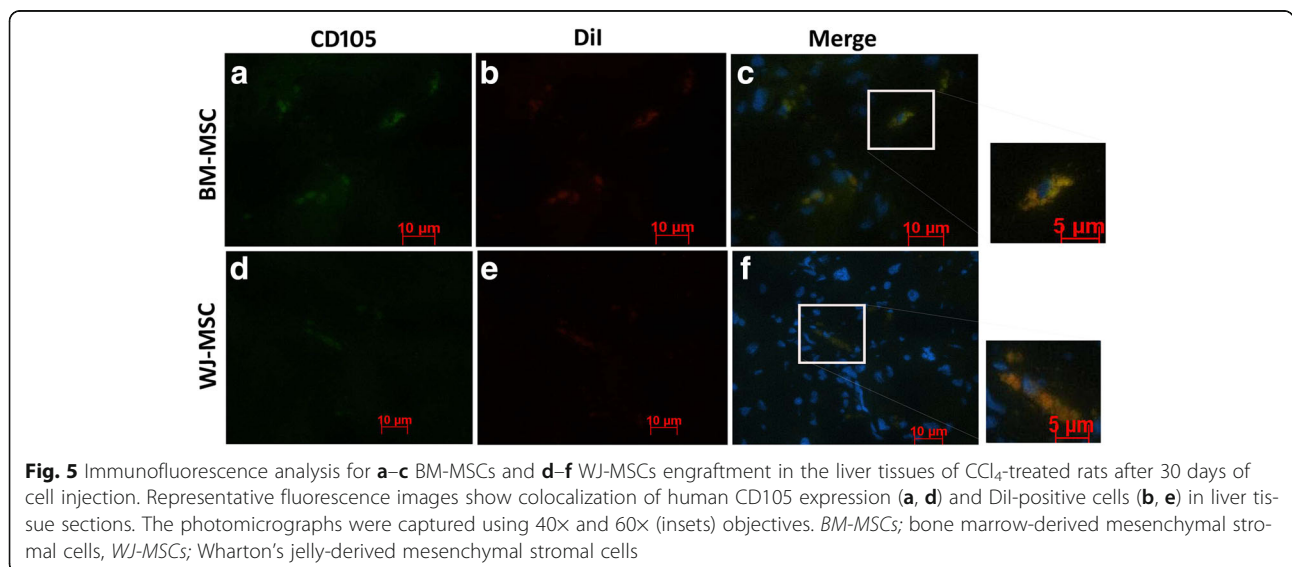 CD105 DiI Merge
BM-MSC
a b c
10 µm 10 µm 10 µm
5 µm
WJ-MSC
d e f
10 µm 10 µm 10 µm
5 µm
Fig. 5 Immunofluorescence analysis for a–c BM-MSCs and d–f WJ-MSCs engraftment in the liver tissues of CCl₄-treated rats after 30 days of
cell injection. Representative fluorescence images show colocalization of human CD105 expression (a, d) and DiI-positive cells (b, e) in liver tis-
sue sections. The photomicrographs were captured using 40× and 60× (insets) objectives. BM-MSCs; bone marrow-derived mesenchymal stro-
mal cells, WJ-MSCs; Wharton's jelly-derived mesenchymal stromal cells